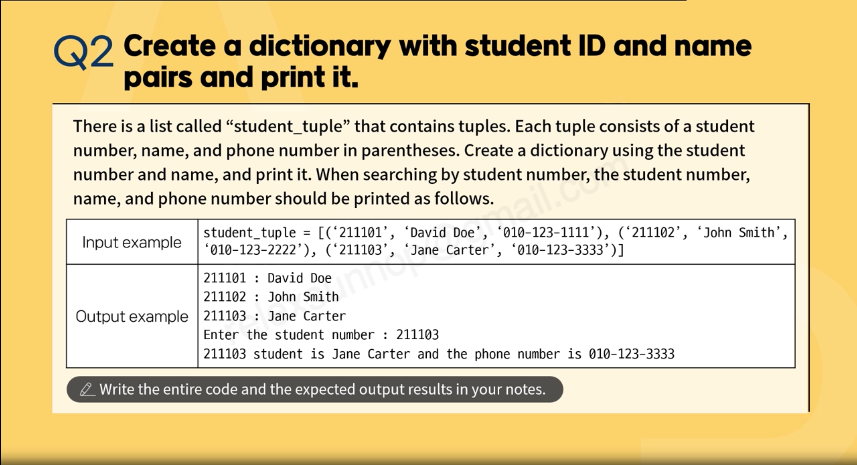 Q2 Create a dictionary with student ID and name
pairs and print it.
There is a list called “student_tuple” that contains tuples. Each tuple consists of a student
number, name, and phone number in parentheses. Create a dictionary using the student
number and name, and print it. When searching by student number, the student number,
name, and phone number should be printed as follows.
Input example
student_tuple = [(‘211101’, ‘David Doe’, ‘010-123-1111’), (‘211102’, ‘John Smith’,
‘010-123-2222’), (‘211103’, ‘Jane Carter’, ‘010-123-3333’)]
Output example
211101 : David Doe
211102 : John Smith
211103 : Jane Carter
Enter the student number : 211103
211103 student is Jane Carter and the phone number is 010-123-3333
Write the entire code and the expected output results in your notes.